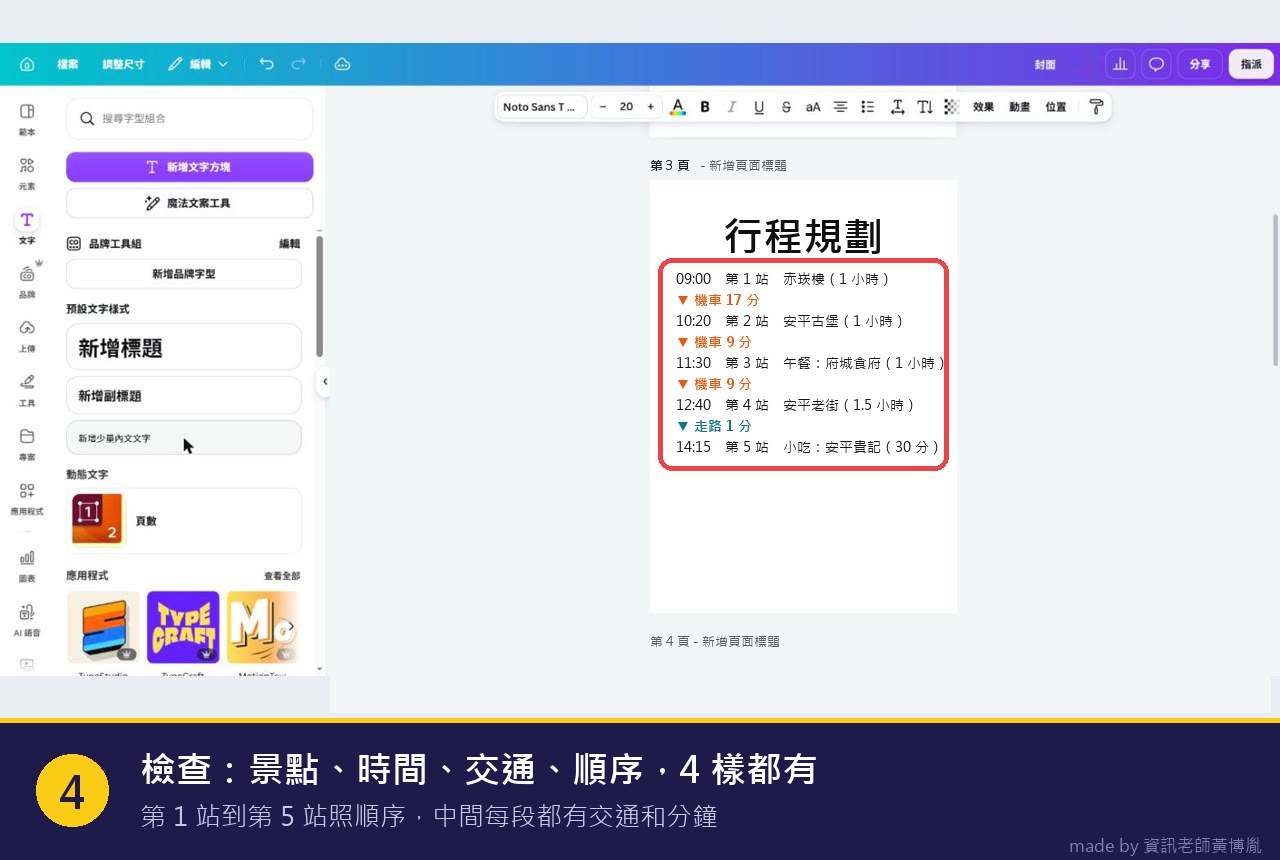 檔案
調整尺寸
編輯
封面
分享
指派
Noto Sans T ...
– 20 +
A B I U S aA
效果
動畫
位置
範本
元素
文字
品牌
上傳
工具
專案
應用程式
圖表
AI 語音
搜尋字型組合
新增文字方塊
魔法文案工具
品牌工具組
編輯
新增品牌字型
預設文字樣式
新增標題
新增副標題
新增少量內文文字
動態文字
1
2
頁數
應用程式
查看全部
TYPE CRAFT
Mo
TypeStudio
TypeCraft
第 3 頁 - 新增頁面標題
行程規劃
09:00 第 1 站 赤崁樓 ( 1 小時 )
▼ 機車 17 分
10:20 第 2 站 安平古堡 ( 1 小時 )
▼ 機車 9 分
11:30 第 3 站 午餐：府城食府 ( 1 小時 )
▼ 機車 9 分
12:40 第 4 站 安平老街 ( 1.5 小時 )
▼ 走路 1 分
14:15 第 5 站 小吃：安平貴記 ( 30 分 )
第 4 頁 - 新增頁面標題
4
檢查：景點、時間、交通、順序，4 樣都有
第 1 站到第 5 站照順序，中間每段都有交通和分鐘
made by 資訊老師黃博胤